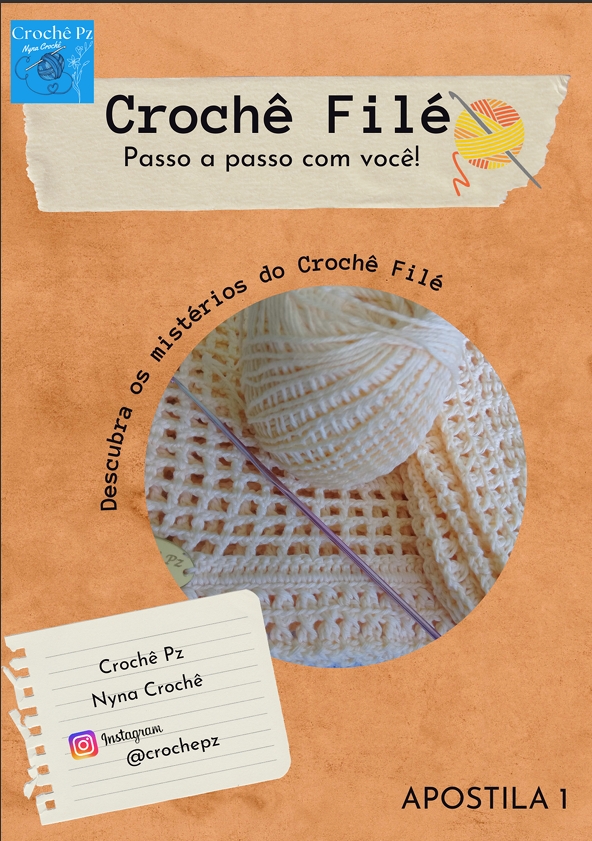 Crochê Pz
Nyna Crochê
Crochê Filé
Passo a passo com você!
Descubra os mistérios do Crochê Filé
PZ
Crochê Pz
Nyna Crochê
Instagram
@crochepz
APOSTILA 1